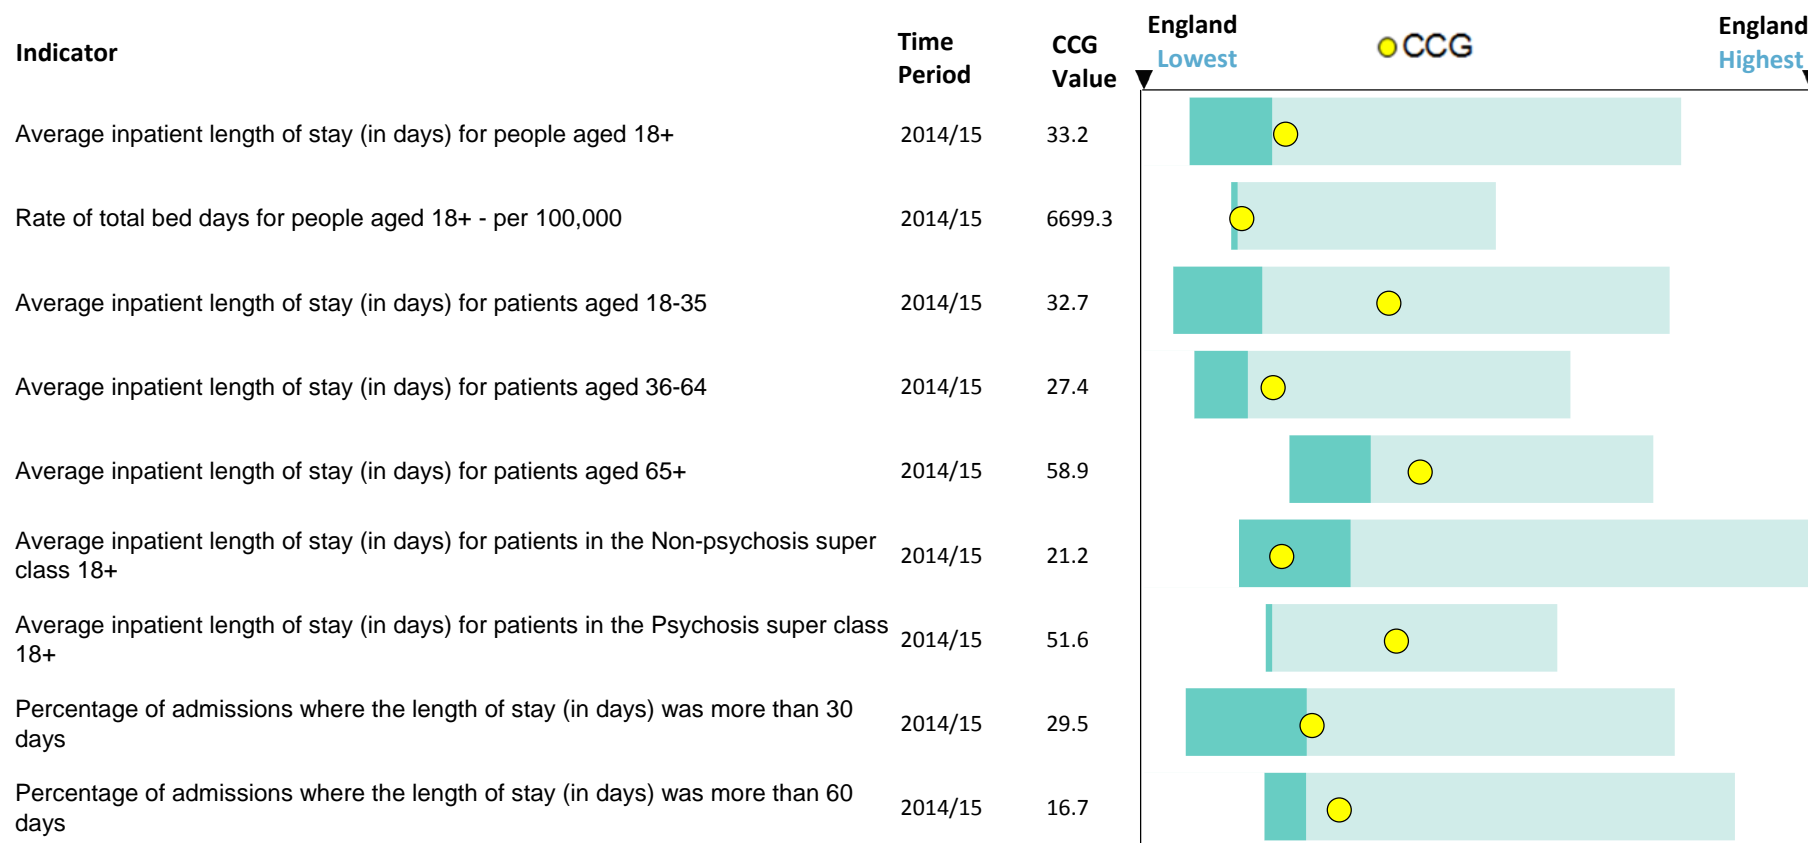 Indicator
Time
Period
CCG
Value
England
Lowest
CCG
England
Highest
Average inpatient length of stay (in days) for people aged 18+ 2014/15 33.2
Rate of total bed days for people aged 18+ - per 100,000 2014/15 6699.3
Average inpatient length of stay (in days) for patients aged 18-35 2014/15 32.7
Average inpatient length of stay (in days) for patients aged 36-64 2014/15 27.4
Average inpatient length of stay (in days) for patients aged 65+ 2014/15 58.9
Average inpatient length of stay (in days) for patients in the Non-psychosis super
class 18+
2014/15 21.2
Average inpatient length of stay (in days) for patients in the Psychosis super class
18+
2014/15 51.6
Percentage of admissions where the length of stay (in days) was more than 30
days
2014/15 29.5
Percentage of admissions where the length of stay (in days) was more than 60
days
2014/15 16.7